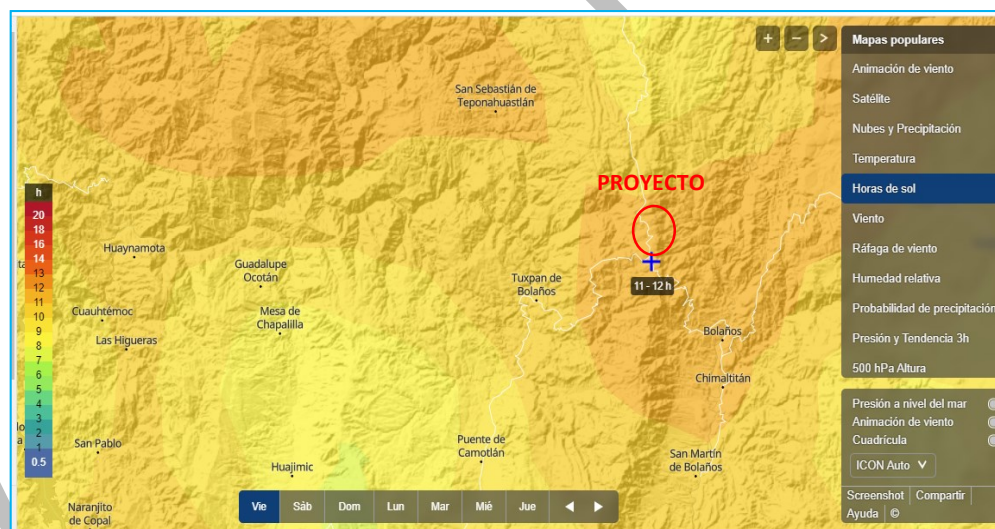 San Sebastián de
Teponahuastlán
PROYECTO
11 - 12 h
Huaynamota
Guadalupe
Ocotán
Tuxpan de
Bolaños
Cuauhtémoc
Mesa de
Chapalilla
Las Higueras
Bolaños
Chimaltitán
San Pablo
Puente de
Camotlán
San Martín
de Bolaños
Huajimic
Naranjito
de Copal
h
20
18
16
14
13
12
11
10
9
8
7
6
5
4
3
2
1
0.5
Vie Sáb Dom Lun Mar Mié Jue ◀ ▶
+ − >
Mapas populares
Animación de viento
Satélite
Nubes y Precipitación
Temperatura
Horas de sol
Viento
Ráfaga de viento
Humedad relativa
Probabilidad de precipitación
Presión y Tendencia 3h
500 hPa Altura
Presión a nivel del mar
Animación de viento
Cuadrícula
ICON Auto
Screenshot Compartir
Ayuda ©